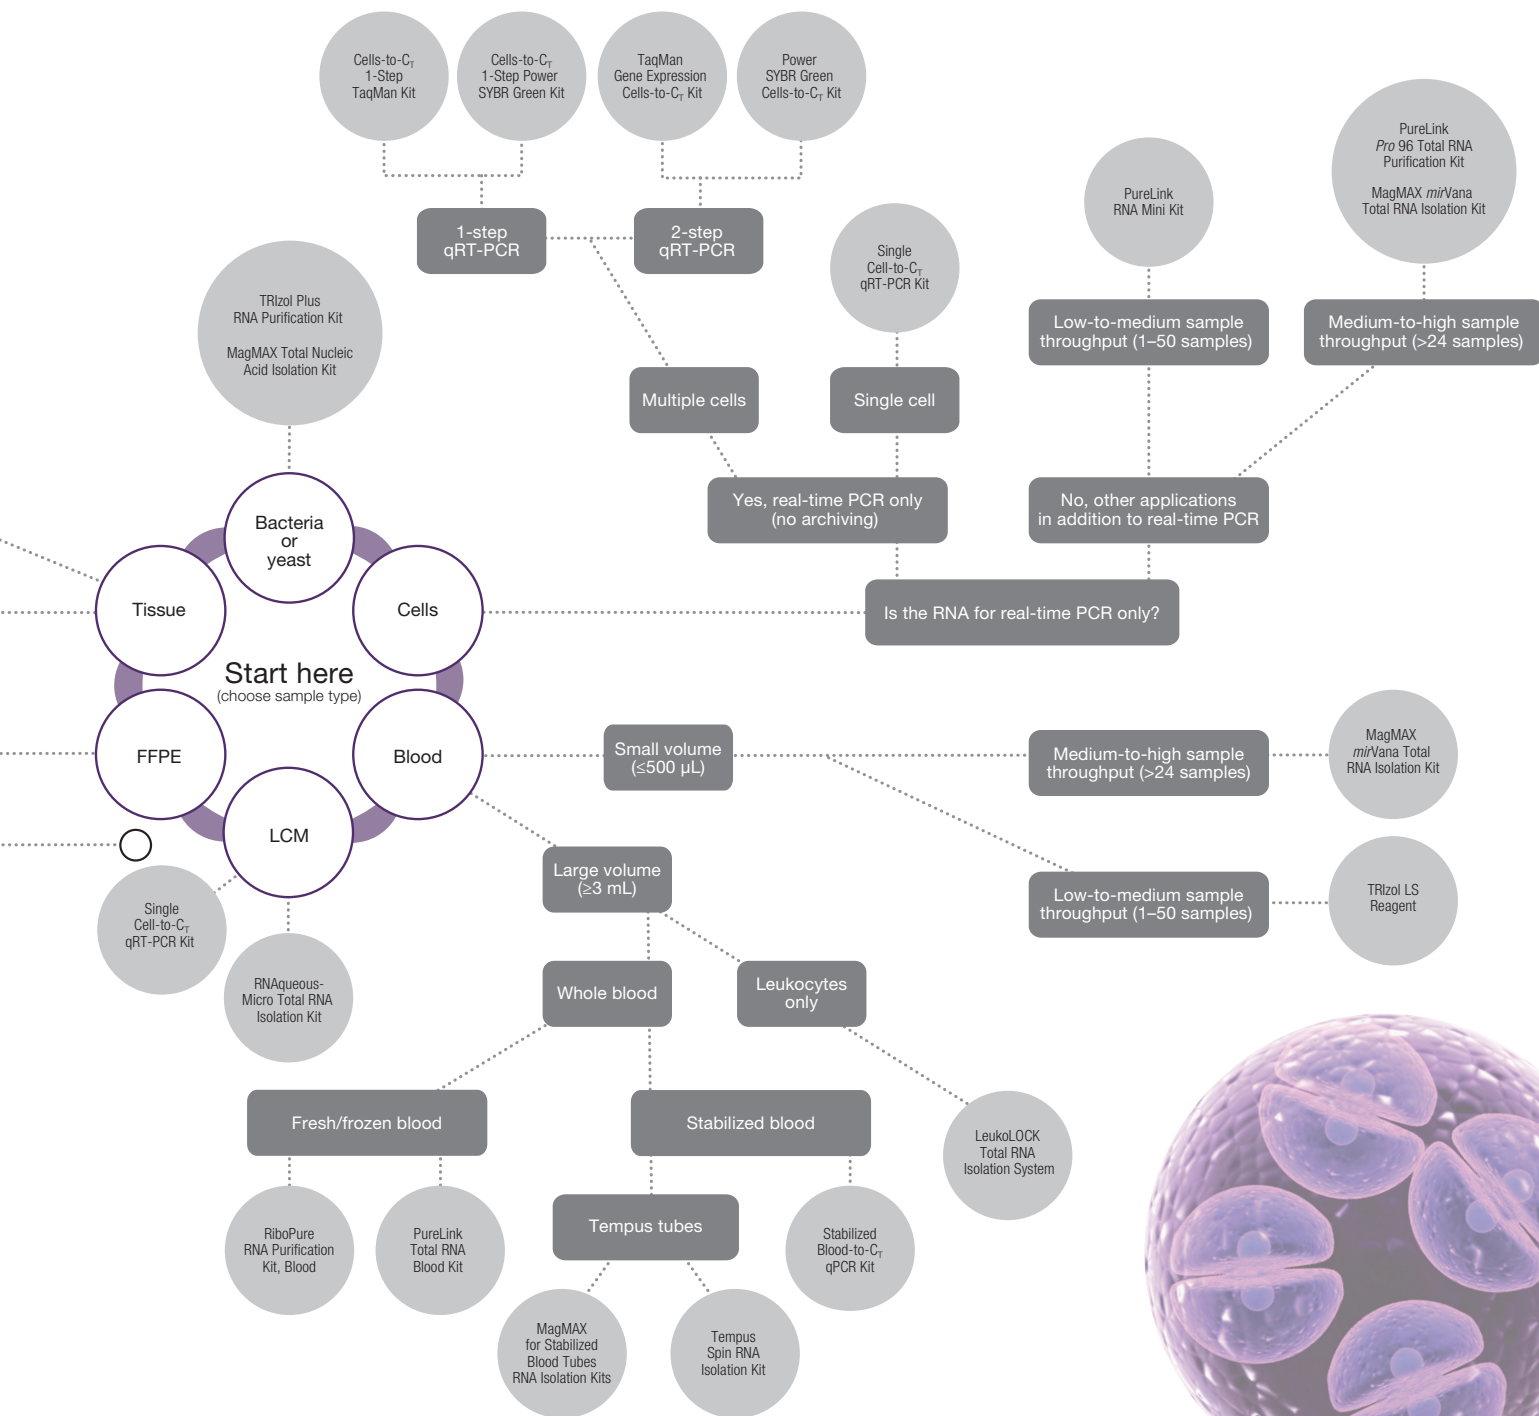 Cells-to-CT
1-Step
TaqMan Kit
Cells-to-CT
1-Step Power
SYBR Green Kit
TaqMan
Gene Expression
Cells-to-CT Kit
Power
SYBR Green
Cells-to-CT Kit
PureLink
Pro 96 Total RNA
Purification Kit
MagMAX mirVana
Total RNA Isolation Kit
PureLink
RNA Mini Kit
1-step
qRT-PCR
2-step
qRT-PCR
Single
Cell-to-CT
qRT-PCR Kit
TRIzol Plus
RNA Purification Kit
MagMAX Total Nucleic
Acid Isolation Kit
Low-to-medium sample
throughput (1–50 samples)
Medium-to-high sample
throughput (>24 samples)
Multiple cells
Single cell
Yes, real-time PCR only
(no archiving)
No, other applications
in addition to real-time PCR
Is the RNA for real-time PCR only?
Bacteria
or
yeast
Tissue
Cells
Start here
(choose sample type)
FFPE
Blood
LCM
Small volume
(≤500 µL)
Medium-to-high sample
throughput (>24 samples)
MagMAX
mirVana Total
RNA Isolation Kit
Large volume
(≥3 mL)
Low-to-medium sample
throughput (1–50 samples)
TRIzol LS
Reagent
Single
Cell-to-CT
qRT-PCR Kit
RNAqueous-
Micro Total RNA
Isolation Kit
Whole blood
Leukocytes
only
Fresh/frozen blood
Stabilized blood
LeukoLOCK
Total RNA
Isolation System
RiboPure
RNA Purification
Kit, Blood
PureLink
Total RNA
Blood Kit
Tempus tubes
Stabilized
Blood-to-CT
qPCR Kit
MagMAX
for Stabilized
Blood Tubes
RNA Isolation Kits
Tempus
Spin RNA
Isolation Kit